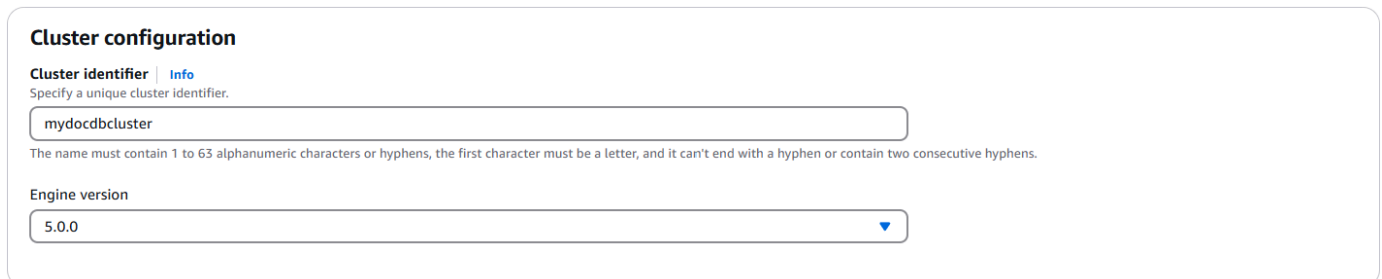 Cluster configuration
Cluster identifier Info
Specify a unique cluster identifier.
mydocdbcluster
The name must contain 1 to 63 alphanumeric characters or hyphens, the first character must be a letter, and it can't end with a hyphen or contain two consecutive hyphens.
Engine version
5.0.0